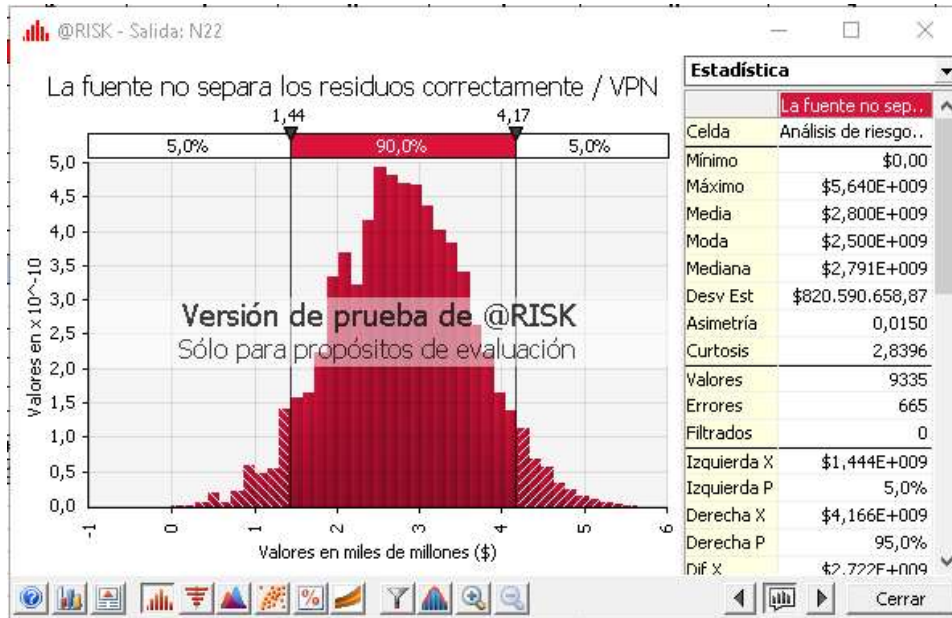 @RISK - Salida: N22
La fuente no separa los residuos correctamente / VPN
1,44 4,17
5,0% 90,0% 5,0%
5,0
4,5
4,0
3,5
3,0
2,5
2,0
1,5
1,0
0,5
0,0
Valores en x 10^-10
Versión de prueba de @RISK
Sólo para propósitos de evaluación
-1 0 1 2 3 4 5 6
Valores en miles de millones ($)
Estadística
La fuente no sep..
Celda Análisis de riesgo..
Mínimo $0,00
Máximo $5,640E+009
Media $2,800E+009
Moda $2,500E+009
Mediana $2,791E+009
Desv Est $820.590.658,87
Asimetría 0,0150
Curtosis 2,8396
Valores 9335
Errores 665
Filtrados 0
Izquierda X $1,444E+009
Izquierda P 5,0%
Derecha X $4,166E+009
Derecha P 95,0%
Dif X $2,722E+009
Cerrar